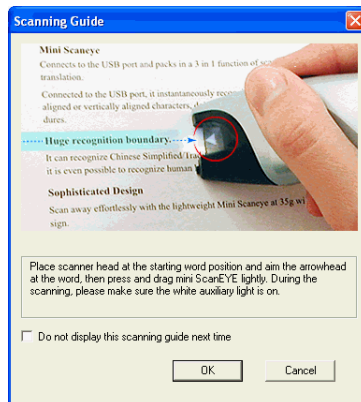 Scanning Guide
Mini Scaneye
Connects to the USB port and packs in a 3 in 1 function of
translation.
Connected to the USB port, it instantaneously
aligned or vertically aligned characters,
dures.
Huge recognition boundary.
It can recognize Chinese Simplified/
it is even possible to recognize human
Sophisticated Design
Scan away effortlessly with the lightweight Mini Scaneye at 35g
sign.
Place scanner head at the starting word position and aim the arrowhead
at the word, then press and drag mini ScanEYE lightly. During the
scanning, please make sure the white auxiliary light is on.
Do not display this scanning guide next time
OK Cancel